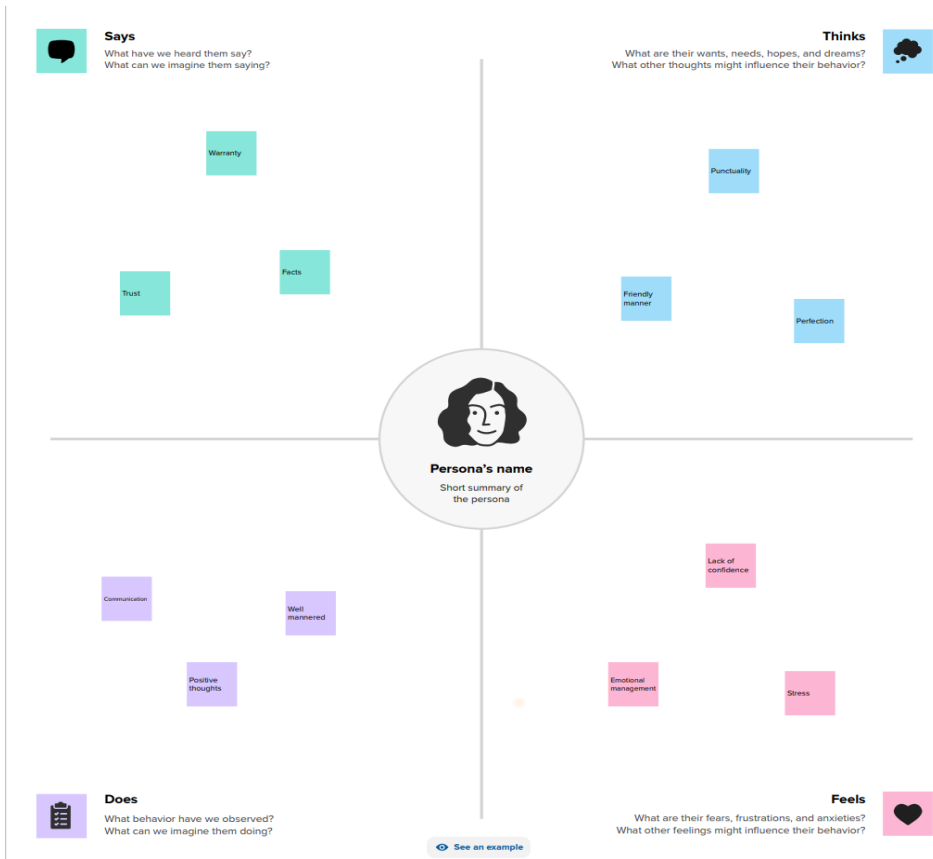 Says
What have we heard them say?
What can we imagine them saying?
Thinks
What are their wants, needs, hopes, and dreams?
What other thoughts might influence their behavior?
Warranty
Trust
Facts
Punctuality
Friendly
manner
Perfection
Persona's name
Short summary of
the persona
Communication
Well
mannered
Positive
thoughts
Lack of
confidence
Emotional
management
Stress
Does
What behavior have we observed?
What can we imagine them doing?
Feels
What are their fears, frustrations, and anxieties?
What other feelings might influence their behavior?
See an example